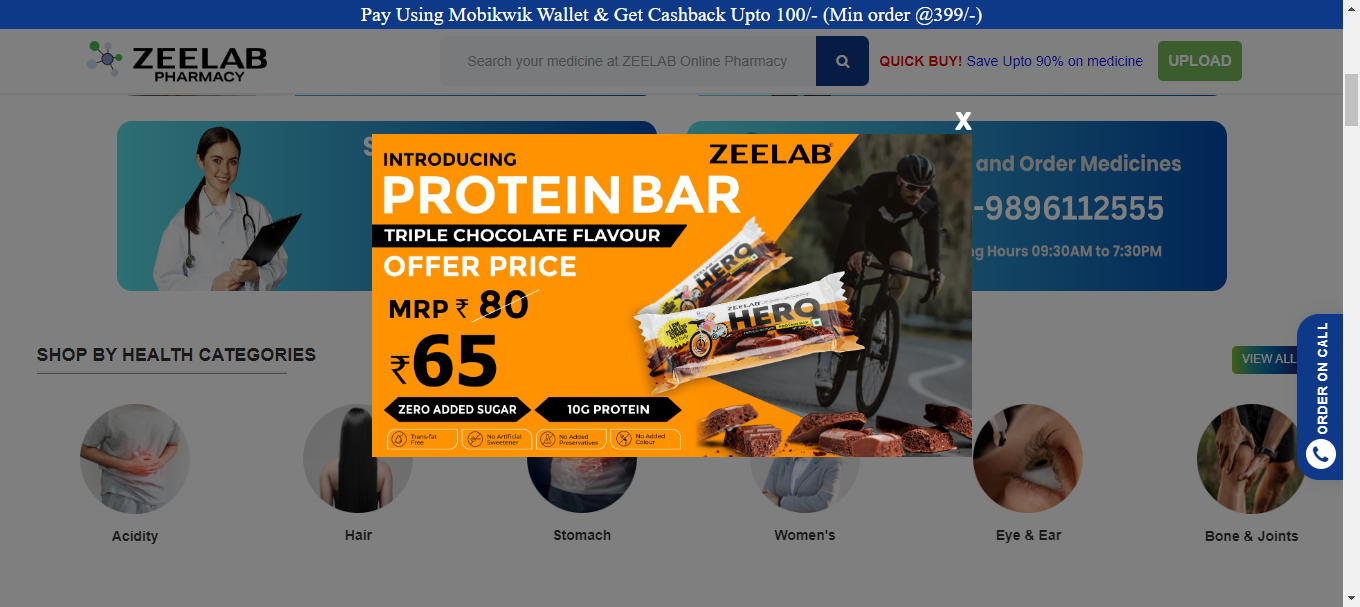 Pay Using Mobikwik Wallet & Get Cashback Upto 100/- (Min order @399/-)
ZEELAB
PHARMACY
Search your medicine at ZEELAB Online Pharmacy
QUICK BUY! Save Upto 90% on medicine
UPLOAD
X
S
INTRODUCING
ZEELAB
PROTEIN BAR
TRIPLE CHOCOLATE FLAVOUR
OFFER PRICE
MRP ₹ 80
₹65
ZERO ADDED SUGAR
10G PROTEIN
Trans-fat
Free
No Artificial
Sweetener
No Added
Preservatives
No Added
Colour
HERO
ZEELAB
HERO
and Order Medicines
-9896112555
g Hours 09:30AM to 7:30PM
SHOP BY HEALTH CATEGORIES
VIEW ALL
ORDER ON CALL
Acidity
Hair
Stomach
Women's
Eye & Ear
Bone & Joints